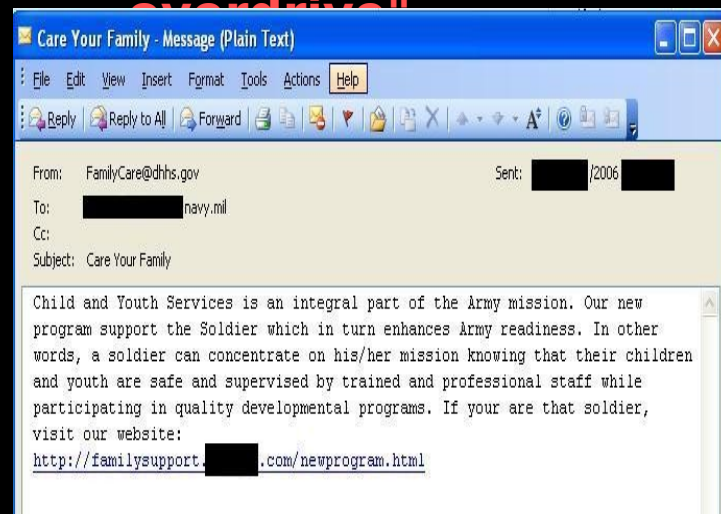 overdrive"
Care Your Family - Message (Plain Text)
File Edit View Insert Format Tools Actions Help
Reply Reply to All Forward
From: FamilyCare@dhhs.gov Sent: /2006
To: navy.mil
Cc:
Subject: Care Your Family
Child and Youth Services is an integral part of the Army mission. Our new
program support the Soldier which in turn enhances Army readiness. In other
words, a soldier can concentrate on his/her mission knowing that their children
and youth are safe and supervised by trained and professional staff while
participating in quality developmental programs. If your are that soldier,
visit our website:
http://familysupport. .com/newprogram.html